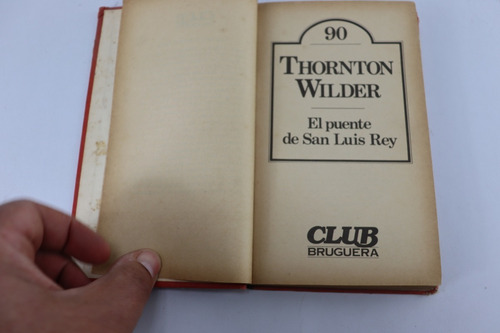 90
THORNTON
WILDER
El puente
de San Luis Rey
CLUB
BRUGUERA